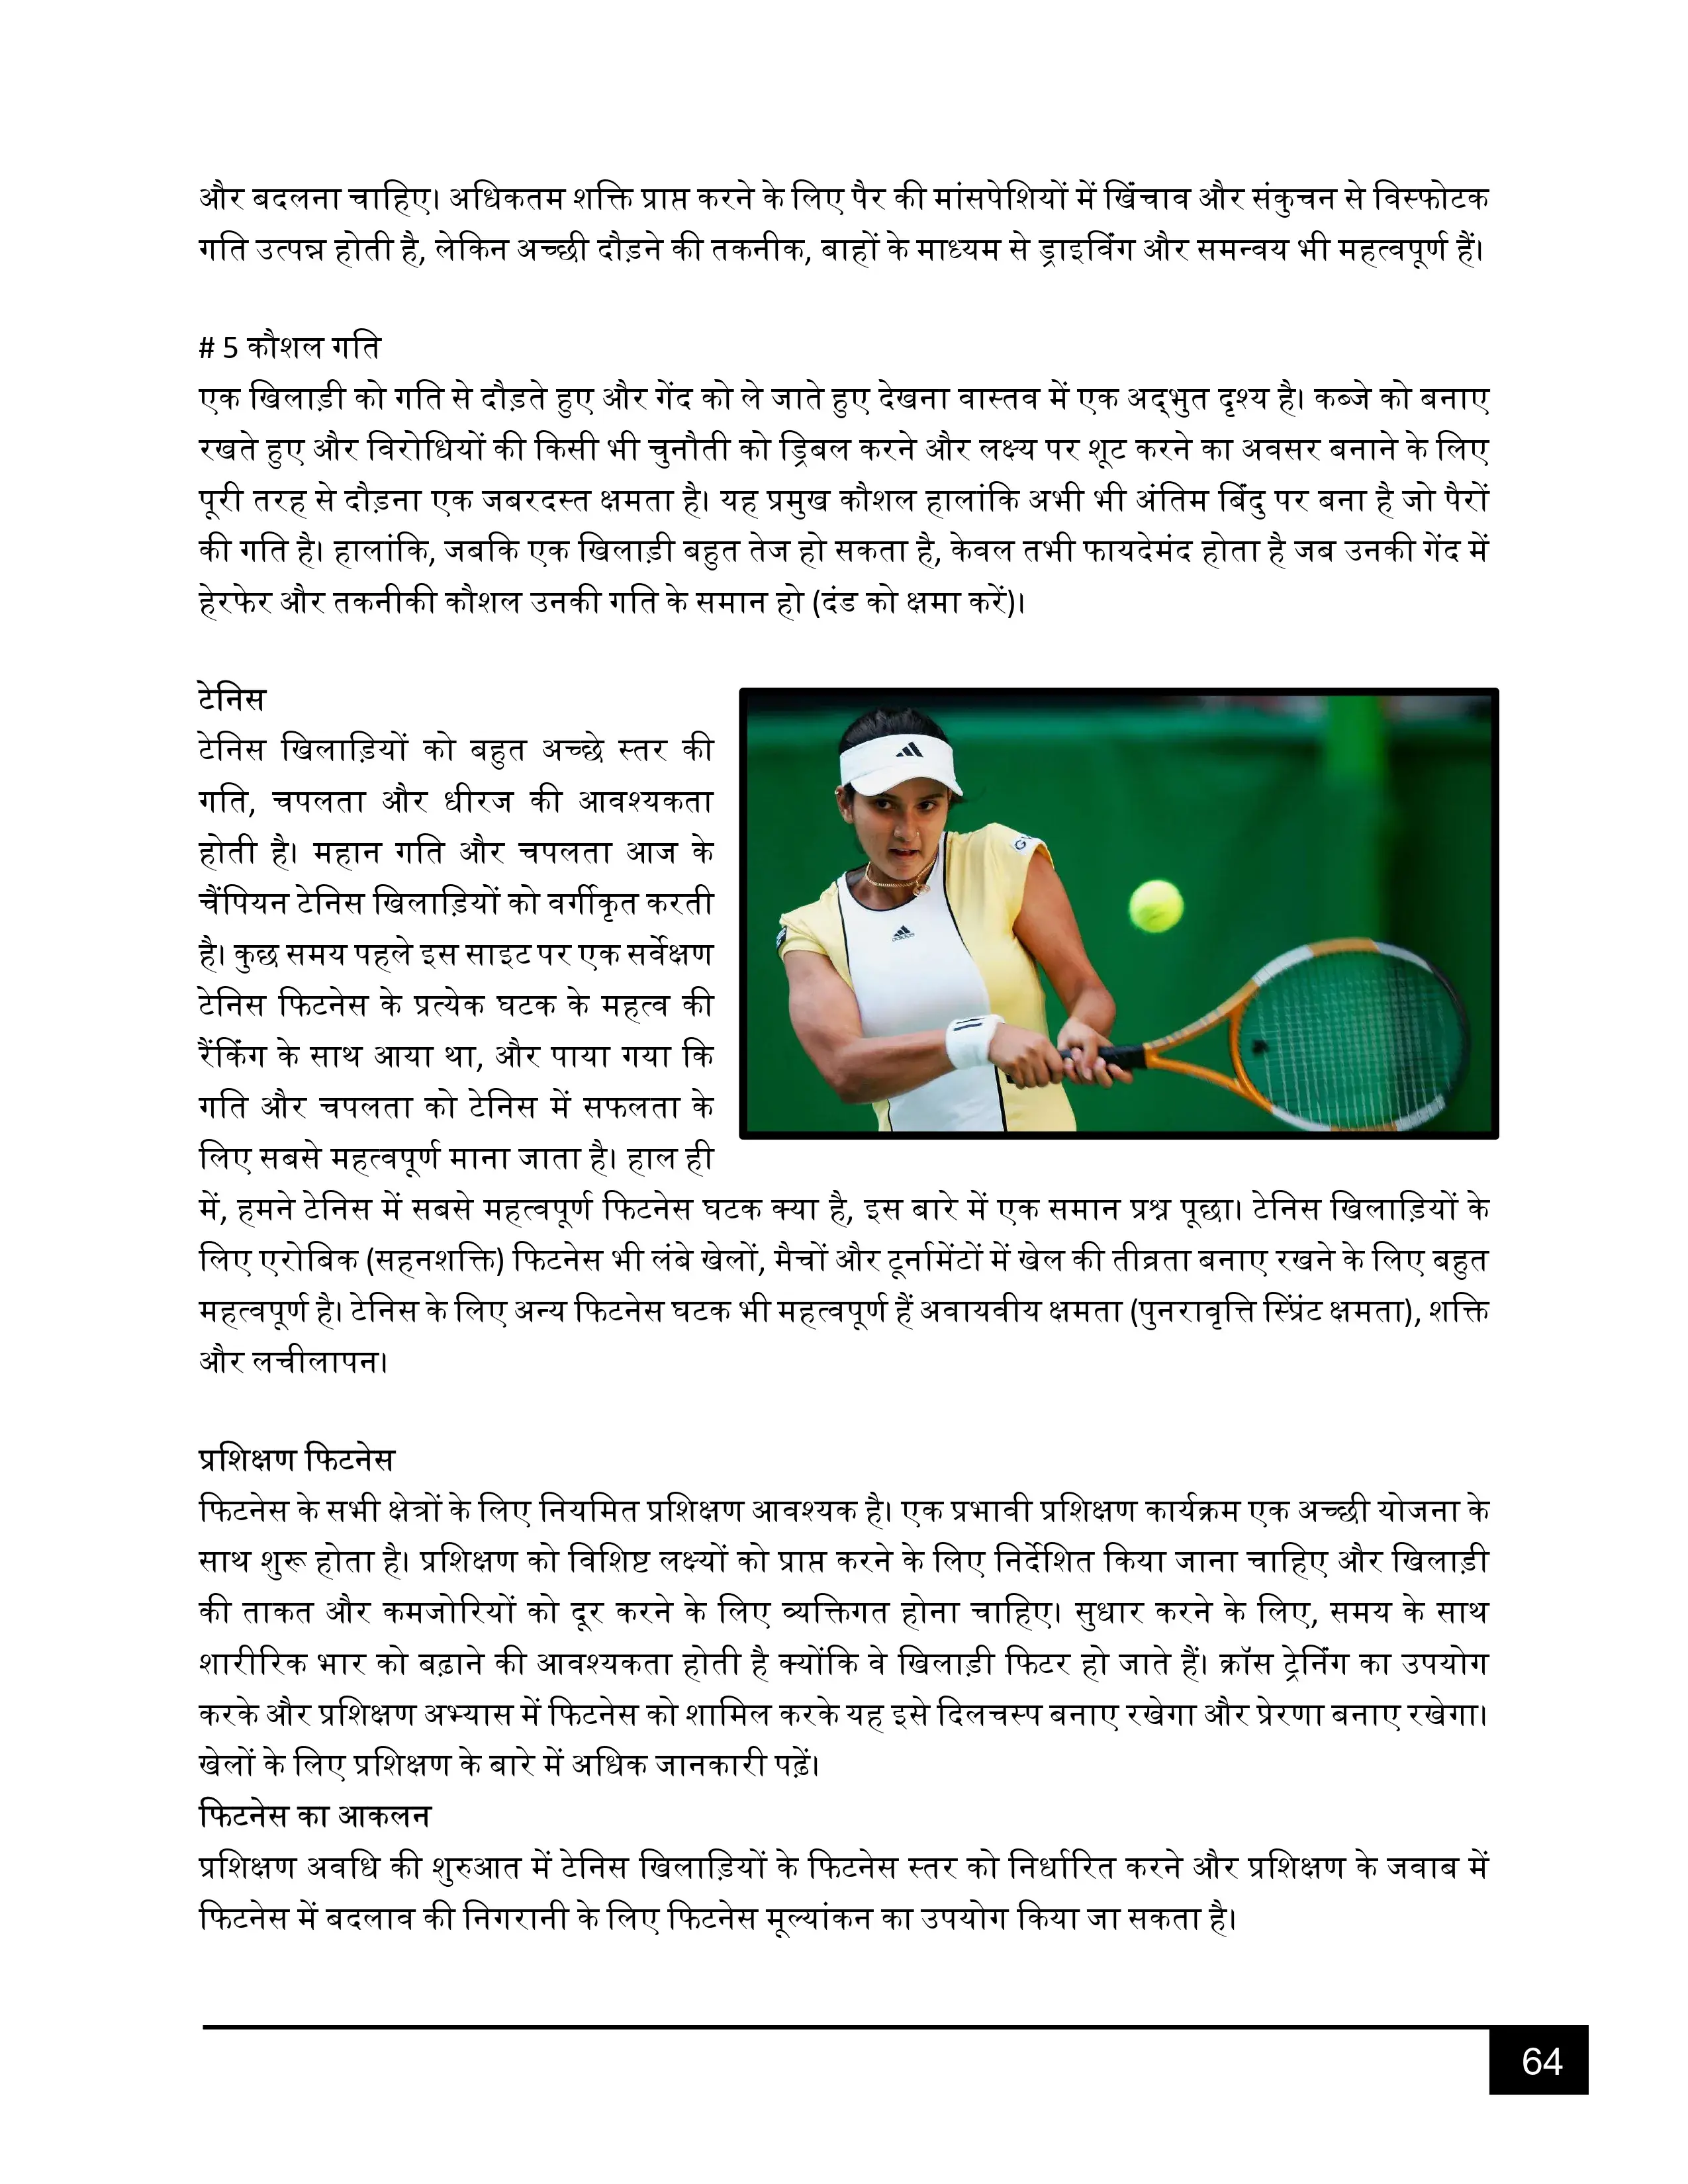 और बदलना चाहिए। अधिकतम शक्ति प्राप्त करने के लिए पैर की मांसपेशियों में खिंचाव और संकुचन से विस्फोटक
गति उत्पन्न होती है, लेकिन अच्छी दौड़ने की तकनीक, बाहों के माध्यम से ड्राइविंग और समन्वय भी महत्वपूर्ण हैं।
# 5 कौशल गति
एक खिलाड़ी को गति से दौड़ते हुए और गेंद को ले जाते हुए देखना वास्तव में एक अद्भुत दृश्य है। कब्जे को बनाए
रखते हुए और विरोधियों की किसी भी चुनौती को ड्रिबल करने और लक्ष्य पर शूट करने का अवसर बनाने के लिए
पूरी तरह से दौड़ना एक जबरदस्त क्षमता है। यह प्रमुख कौशल हालांकि अभी भी अंतिम बिंदु पर बना है जो पैरों
की गति है। हालांकि, जबकि एक खिलाड़ी बहुत तेज हो सकता है, केवल तभी फायदेमंद होता है जब उनकी गेंद में
हेरफेर और तकनीकी कौशल उनकी गति के समान हो (दंड को क्षमा करें)।
टेनिस
टेनिस खिलाड़ियों को बहुत अच्छे स्तर की
गति, चपलता और धीरज की आवश्यकता
होती है। महान गति और चपलता आज के
चैंपियन टेनिस खिलाड़ियों को वर्गीकृत करती
है। कुछ समय पहले इस साइट पर एक सर्वेक्षण
टेनिस फिटनेस के प्रत्येक घटक के महत्व की
रैंकिंग के साथ आया था, और पाया गया कि
गति और चपलता को टेनिस में सफलता के
लिए सबसे महत्वपूर्ण माना जाता है। हाल ही
में, हमने टेनिस में सबसे महत्वपूर्ण फिटनेस घटक क्या है, इस बारे में एक समान प्रश्न पूछा। टेनिस खिलाड़ियों के
लिए एरोबिक (सहनशक्ति) फिटनेस भी लंबे खेलों, मैचों और टूर्नामेंटों में खेल की तीव्रता बनाए रखने के लिए बहुत
महत्वपूर्ण है। टेनिस के लिए अन्य फिटनेस घटक भी महत्वपूर्ण हैं अवायवीय क्षमता (पुनरावृत्ति स्प्रिंट क्षमता), शक्ति
और लचीलापन।
adidas
प्रशिक्षण फिटनेस
फिटनेस के सभी क्षेत्रों के लिए नियमित प्रशिक्षण आवश्यक है। एक प्रभावी प्रशिक्षण कार्यक्रम एक अच्छी योजना के
साथ शुरू होता है। प्रशिक्षण को विशिष्ट लक्ष्यों को प्राप्त करने के लिए निर्देशित किया जाना चाहिए और खिलाड़ी
की ताकत और कमजोरियों को दूर करने के लिए व्यक्तिगत होना चाहिए। सुधार करने के लिए, समय के साथ
शारीरिक भार को बढ़ाने की आवश्यकता होती है क्योंकि वे खिलाड़ी फिटर हो जाते हैं। क्रॉस ट्रेनिंग का उपयोग
करके और प्रशिक्षण अभ्यास में फिटनेस को शामिल करके यह इसे दिलचस्प बनाए रखेगा और प्रेरणा बनाए रखेगा।
खेलों के लिए प्रशिक्षण के बारे में अधिक जानकारी पढ़ें।
फिटनेस का आकलन
प्रशिक्षण अवधि की शुरुआत में टेनिस खिलाड़ियों के फिटनेस स्तर को निर्धारित करने और प्रशिक्षण के जवाब में
फिटनेस में बदलाव की निगरानी के लिए फिटनेस मूल्यांकन का उपयोग किया जा सकता है।
64